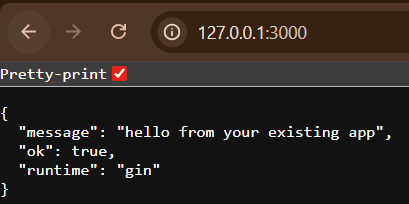 127.0.0.1:3000
Pretty-print
{
  "message": "hello from your existing app",
  "ok": true,
  "runtime": "gin"
}